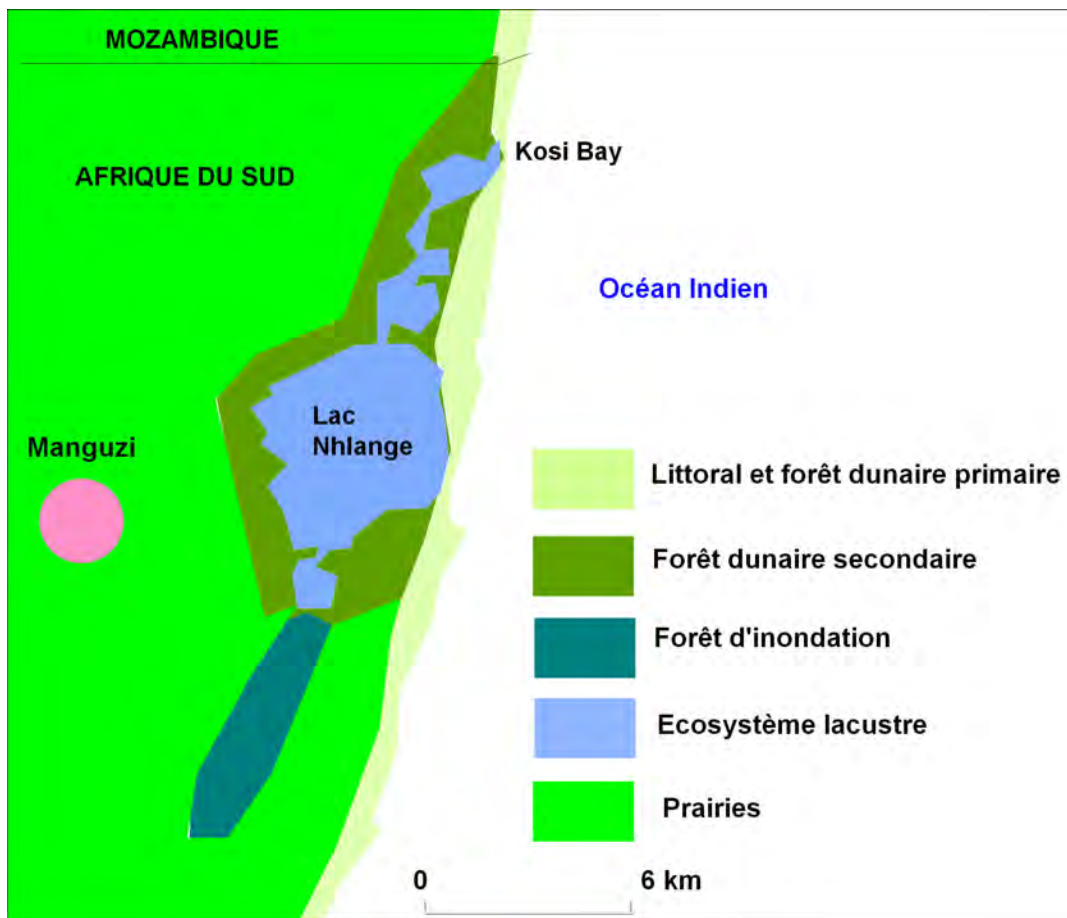 MOZAMBIQUE
AFRIQUE DU SUD
Kosi Bay
Océan Indien
Lac
Nhlange
Manguzi
Littoral et forêt dunaire primaire
Forêt dunaire secondaire
Forêt d'inondation
Ecosystème lacustre
Prairies
0 6 km